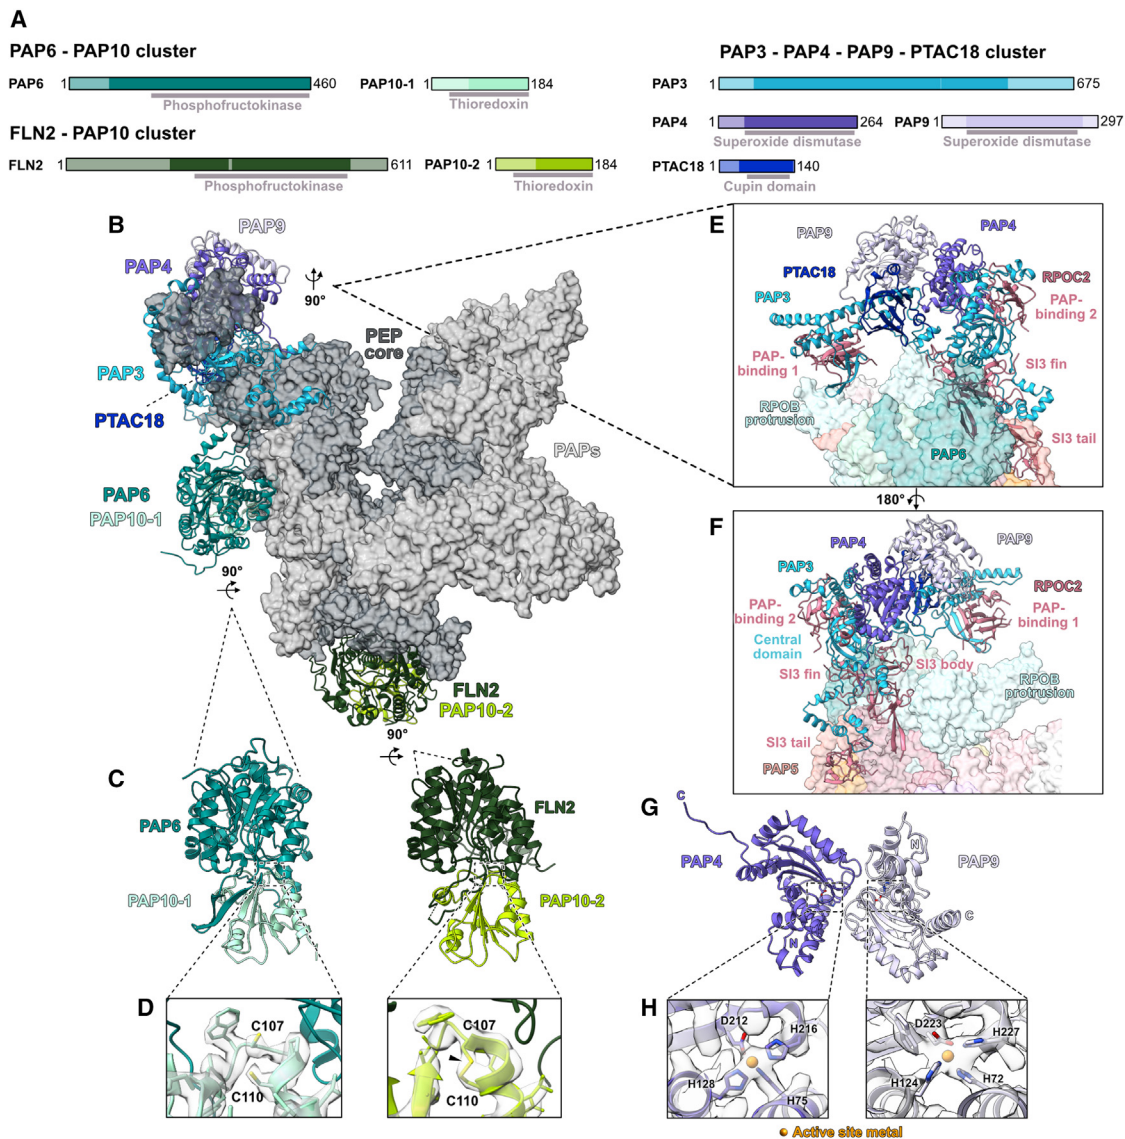 A
PAP6 - PAP10 cluster
PAP6 1 460
Phosphofructokinase
PAP10-1 1 184
Thioredoxin
FLN2 - PAP10 cluster
FLN2 1 611
Phosphofructokinase
PAP10-2 1 184
Thioredoxin
PAP3 - PAP4 - PAP9 - PTAC18 cluster
PAP3 1 675
PAP4 1 264
Superoxide dismutase
PAP9 1 297
Superoxide dismutase
PTAC18 1 140
Cupin domain
B
PAP9
PAP4
90°
PEP
core
PAP3
PTAC18
PAPs
PAP6
PAP10-1
90°
FLN2
PAP10-2
90°
C
PAP6
PAP10-1
FLN2
PAP10-2
D
C107
C110
C107
C110
E
PAP9
PAP4
PTAC18
RPOC2
PAP3
PAP-
binding 2
PAP-
binding 1
SI3 fin
RPOB
protrusion
SI3 tail
PAP6
180°
F
PAP4
PAP9
PAP3
RPOC2
PAP-
binding 2
PAP-
binding 1
Central
domain
SI3 body
SI3 fin
RPOB
protrusion
SI3 tail
PAP5
G
C
PAP4
N
N
PAP9
C
H
D212
H216
H128
H75
D223
H227
H124
H72
Active site metal